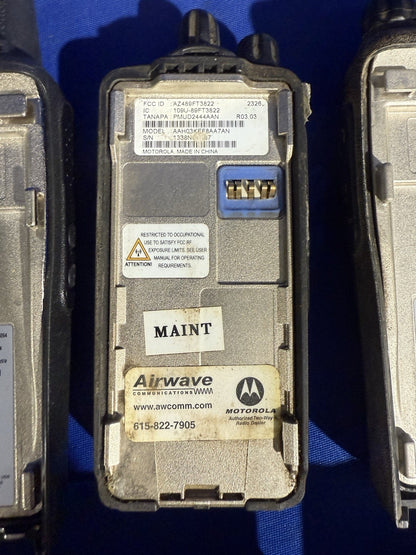 FCC ID : AZ489FT3822 2326
IC : 109U-89FT3822
TANAPA : PMUD2444AAN R03.03
MODEL : AAH03KEF8AA7AN
S/N :
MOTOROLA MADE IN CHINA
RESTRICTED TO OCCUPATIONAL
USE TO SATISFY FCC RF
EXPOSURE LIMITS. SEE USER
MANUAL FOR OPERATING
REQUIREMENTS.
ATTENTION!
MAINT
Airwave
COMMUNICATIONS
www.awcomm.com
615-822-7905
MOTOROLA
Authorized Two-Way
Radio Dealer